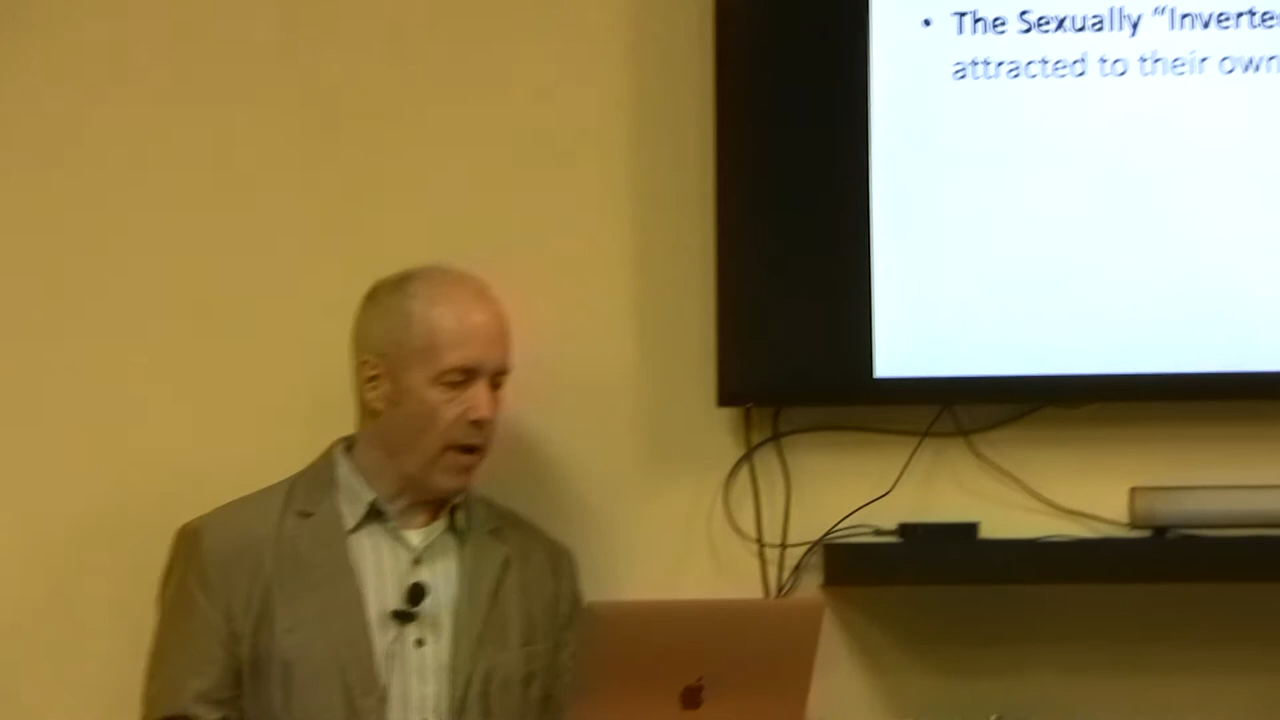 • The Sexually “Inverte
attracted to their own